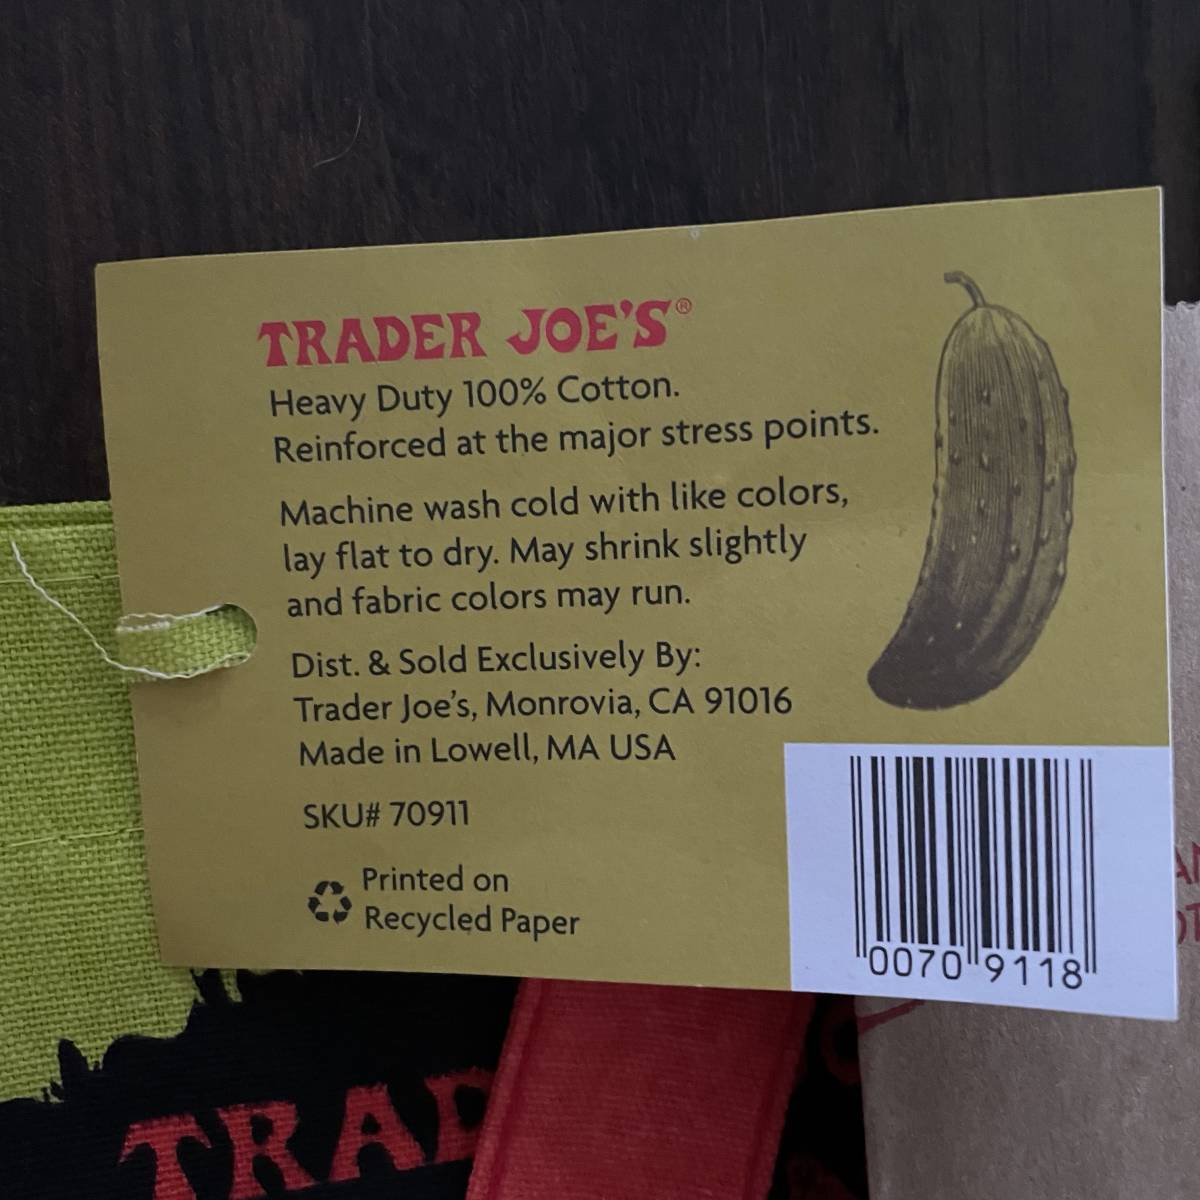 TRADER JOE'S®
Heavy Duty 100% Cotton.
Reinforced at the major stress points.
Machine wash cold with like colors,
lay flat to dry. May shrink slightly
and fabric colors may run.
Dist. & Sold Exclusively By:
Trader Joe's, Monrovia, CA 91016
Made in Lowell, MA USA
SKU# 70911
Printed on
Recycled Paper
0070 9118
TRAD